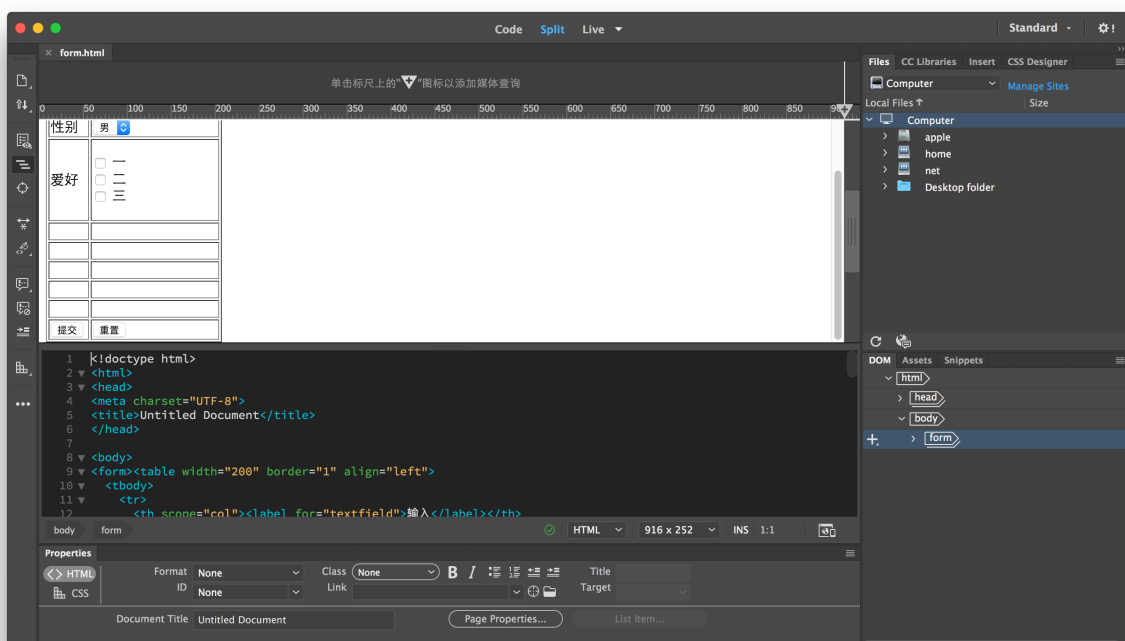 Code Split Live
Standard
form.html
单击标尺上的“ ”图标以添加媒体查询
0 50 100 150 200 250 300 350 400 450 500 550 600 650 700 750 800 850
性别 男
爱好
一
二
三
提交 重置
1 <!doctype html>
2 <html>
3 <head>
4 <meta charset="UTF-8">
5 <title>Untitled Document</title>
6 </head>
7
8 <body>
9 <form><table width="200" border="1" align="left">
10 <tbody>
11 <tr>
12 <th scope="col"><label for="textfield">输入</label></th>
body form
HTML 916 x 252 INS 1:1
Properties
<> HTML
CSS
Format None
Class None
B I
Title
ID None
Link
Target
Document Title Untitled Document
Page Properties...
List Item...
Files CC Libraries Insert CSS Designer
Computer
Manage Sites
Local Files Size
Computer
apple
home
net
Desktop folder
DOM Assets Snippets
html
head
body
form